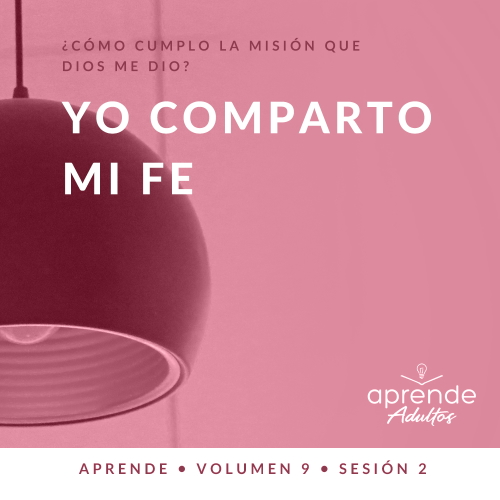 ¿CÓMO CUMPLO LA MISIÓN QUE
DIOS ME DIO?
YO COMPARTO
MI FE
aprende
Adultos
APRENDE • VOLUMEN 9 • SESIÓN 2